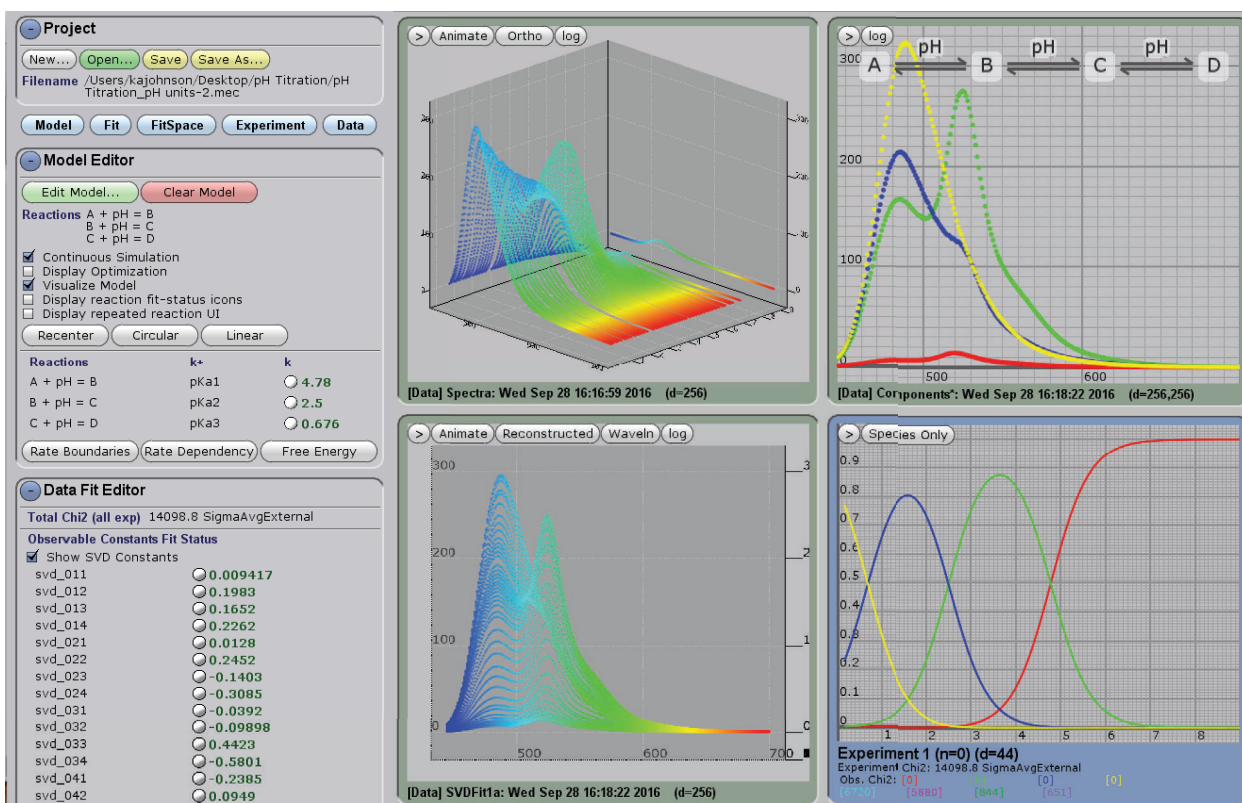 Project
New... Open... Save Save As...
Filename /Users/kajohnson/Desktop/pH Titration/pH
Titration_pH units-2.mec
Model Fit FitSpace Experiment Data
Model Editor
Edit Model... Clear Model
Reactions A + pH = B
B + pH = C
C + pH = D
Continuous Simulation
Display Optimization
Visualize Model
Display reaction fit-status icons
Display repeated reaction UI
Recenter Circular Linear
Reactions k+ k
A + pH = B pKa1 4.78
B + pH = C pKa2 2.5
C + pH = D pKa3 0.676
Rate Boundaries Rate Dependency Free Energy
Data Fit Editor
Total Chi2 (all exp) 14098.8 SigmaAvgExternal
Observable Constants Fit Status
Show SVD Constants
svd_011 0.009417
svd_012 0.1983
svd_013 0.1652
svd_014 0.2262
svd_021 0.0128
svd_022 0.2452
svd_023 -0.1403
svd_024 -0.3085
svd_031 -0.0392
svd_032 -0.09898
svd_033 0.4423
svd_034 -0.5801
svd_041 -0.2385
svd_042 0.0949
> Animate Ortho log
[Data] Spectra: Wed Sep 28 16:16:59 2016 (d=256)
> log
300
A pH B pH C pH D
200
100
0
500 600
[Data] Components*: Wed Sep 28 16:18:22 2016 (d=256,256)
> Animate Reconstructed Waveln log
300 3
200 2
100 1
0
500 600 700
[Data] SVDFit1a: Wed Sep 28 16:18:22 2016 (d=256)
> Species Only
0.9
0.8
0.7
0.6
0.5
0.4
0.3
0.2
0.1
0
1 2 3 4 5 6 7 8
Experiment 1 (n=0) (d=44)
Experiment Chi2: 14098.8 SigmaAvgExternal
Obs. Chi2: [0] [0] [0]
[6720] [5880] [844] [651]